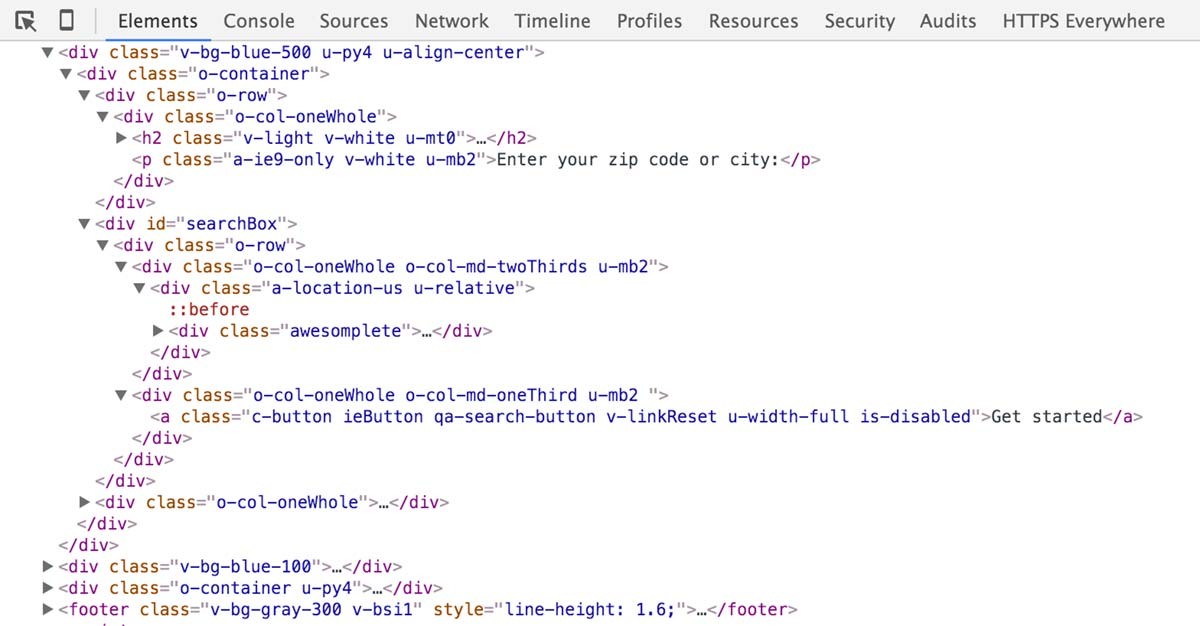 Elements Console Sources Network Timeline Profiles Resources Security Audits HTTPS Everywhere
▼<div class="v-bg-blue-500 u-py4 u-align-center">
▼<div class="o-container">
▼<div class="o-row">
▼<div class="o-col-oneWhole">
▶<h2 class="v-light v-white u-mt0">…</h2>
<p class="a-ie9-only v-white u-mb2">Enter your zip code or city:</p>
</div>
</div>
▼<div id="searchBox">
▼<div class="o-row">
▼<div class="o-col-oneWhole o-col-md-twoThirds u-mb2">
▼<div class="a-location-us u-relative">
::before
▶<div class="awesomplete">…</div>
</div>
</div>
▼<div class="o-col-oneWhole o-col-md-oneThird u-mb2 ">
<a class="c-button ieButton qa-search-button v-linkReset u-width-full is-disabled">Get started</a>
</div>
</div>
</div>
▶<div class="o-col-oneWhole">…</div>
</div>
</div>
▶<div class="v-bg-blue-100">…</div>
▶<div class="o-container u-py4">…</div>
▶<footer class="v-bg-gray-300 v-bsi1" style="line-height: 1.6;">…</footer>